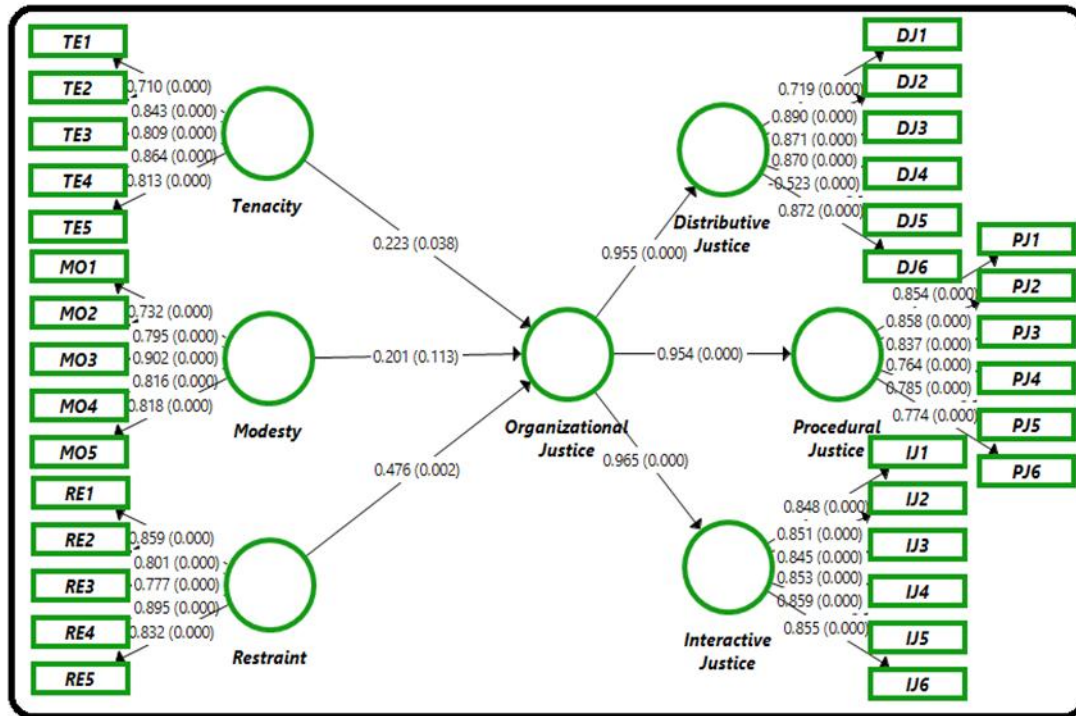 TE1
TE2
TE3
TE4
TE5
0.710 (0.000)
0.843 (0.000)
0.809 (0.000)
0.864 (0.000)
0.813 (0.000)
Tenacity
MO1
MO2
MO3
MO4
MO5
0.732 (0.000)
0.795 (0.000)
0.902 (0.000)
0.816 (0.000)
0.818 (0.000)
Modesty
RE1
RE2
RE3
RE4
RE5
0.859 (0.000)
0.801 (0.000)
0.777 (0.000)
0.895 (0.000)
0.832 (0.000)
Restraint
0.223 (0.038)
0.201 (0.113)
0.476 (0.002)
Organizational
Justice
0.955 (0.000)
0.954 (0.000)
0.965 (0.000)
Distributive
Justice
0.719 (0.000)
0.890 (0.000)
0.871 (0.000)
0.870 (0.000)
-0.523 (0.000)
0.872 (0.000)
DJ1
DJ2
DJ3
DJ4
DJ5
DJ6
Procedural
Justice
0.854 (0.000)
0.858 (0.000)
0.837 (0.000)
0.764 (0.000)
0.785 (0.000)
0.774 (0.000)
PJ1
PJ2
PJ3
PJ4
PJ5
PJ6
Interactive
Justice
0.848 (0.000)
0.851 (0.000)
0.845 (0.000)
0.853 (0.000)
0.859 (0.000)
0.855 (0.000)
IJ1
IJ2
IJ3
IJ4
IJ5
IJ6